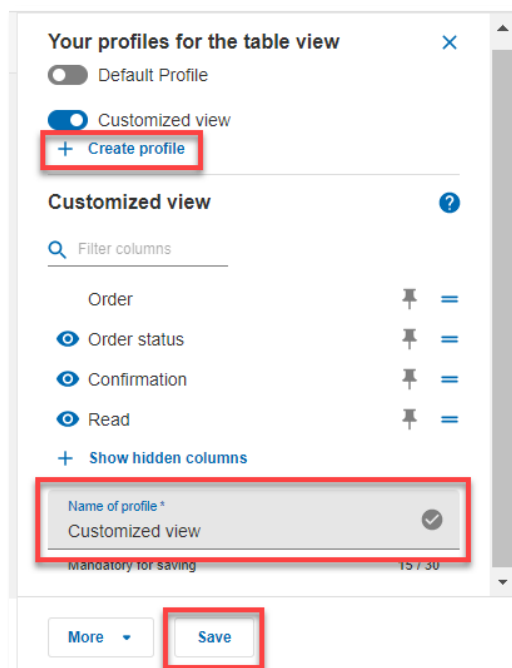 Your profiles for the table view
Default Profile
Customized view
Create profile
Customized view
Filter columns
Order
Order status
Confirmation
Read
Show hidden columns
Name of profile *
Customized view
Mandatory for saving 15 / 30
More Save